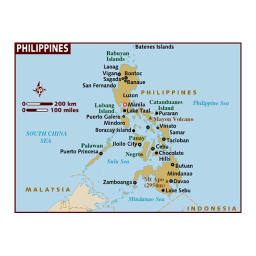 PHILIPPINES
Batanes Islands
Babuyan
Islands
Laoag
Vigan
Bontoc
Sagada
Banaue
San Fernando
Luzon
0 200 km
0 100 miles
Manila
Lubang
Island
Lake Taal
Catanduanes
Island
Philippine Sea
Puerto Galera
Puraran
Mayon Volcano
Mindoro
Boracay Island
Virac
Samar
SOUTH CHINA
SEA
Panay
Tacloban
Palawan
Iloilo City
Cebu
Puerto Princesa
Negros
Chocolate
Hills
Sulu Sea
Butuan
Mindanao
MALAYSIA
Zamboanga
Mt Apo
(2956m)
Davao
Lake Sebu
Mindanao Sea
INDONESIA